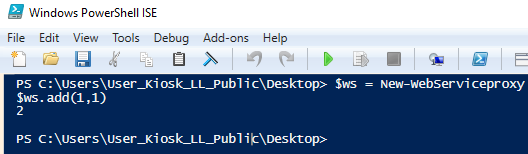 Windows PowerShell ISE
File Edit View Tools Debug Add-ons Help
PS C:\Users\User_Kiosk_LL_Public\Desktop> $ws = New-WebServiceproxy
$ws.add(1,1)
2
PS C:\Users\User_Kiosk_LL_Public\Desktop>